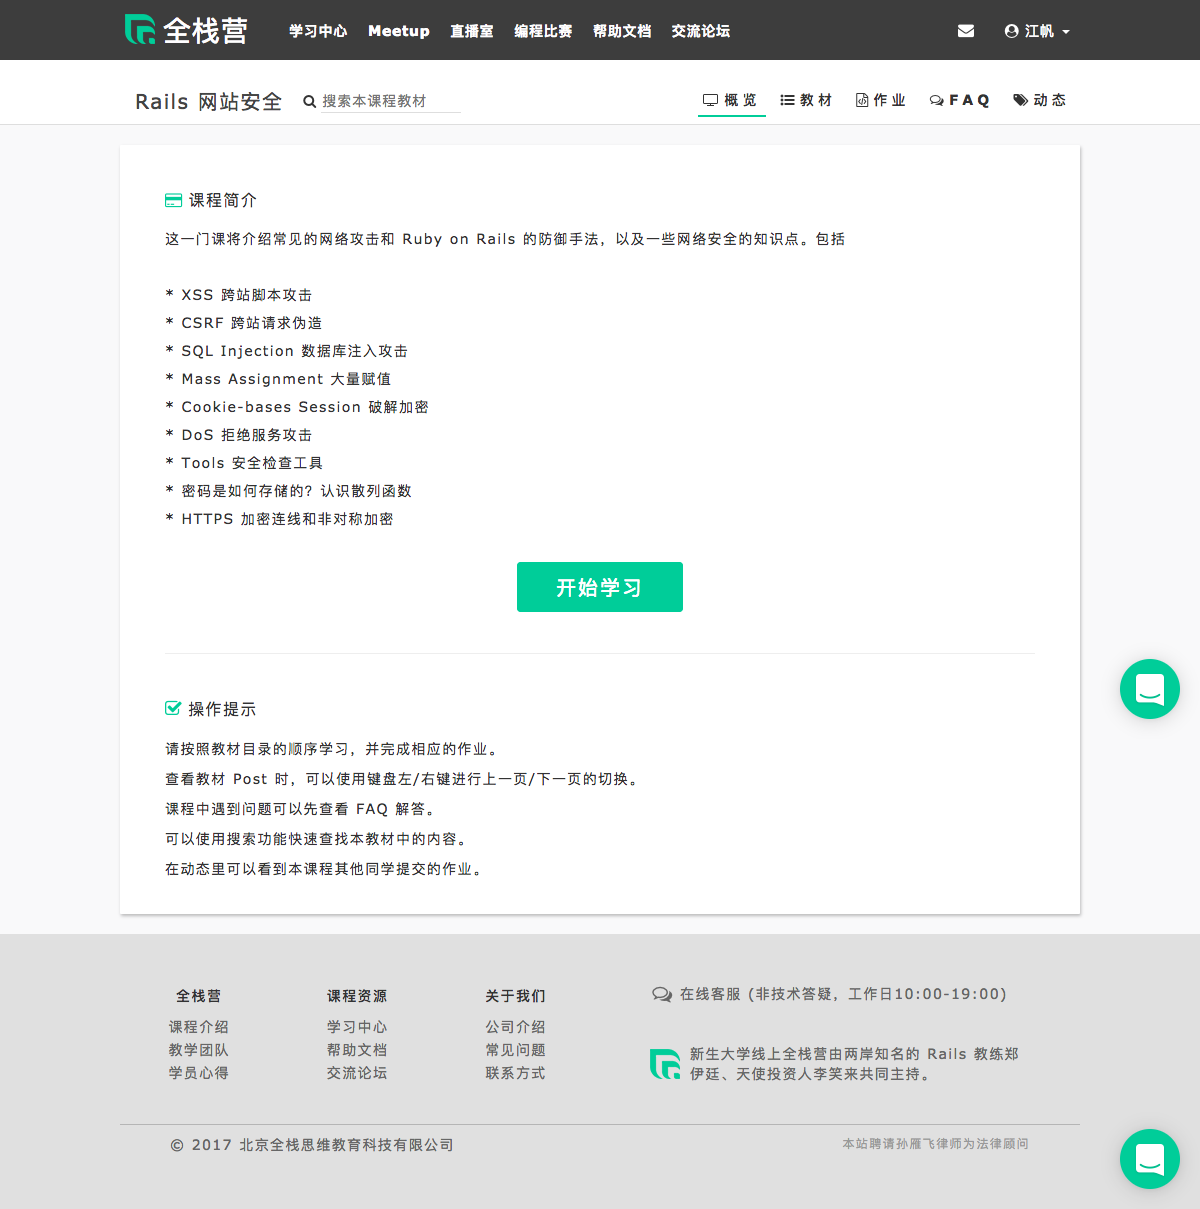 全栈营 学习中心 Meetup 直播室 编程比赛 帮助文档 交流论坛 江帆
Rails 网站安全 搜索本课程教材 概览 教材 作业 FAQ 动态
课程简介
这一门课将介绍常见的网络攻击和 Ruby on Rails 的防御手法，以及一些网络安全的知识点。包括
* XSS 跨站脚本攻击
* CSRF 跨站请求伪造
* SQL Injection 数据库注入攻击
* Mass Assignment 大量赋值
* Cookie-bases Session 破解加密
* DoS 拒绝服务攻击
* Tools 安全检查工具
* 密码是如何存储的？认识散列函数
* HTTPS 加密连线和非对称加密
开始学习
操作提示
请按照教材目录的顺序学习，并完成相应的作业。
查看教材 Post 时，可以使用键盘左/右键进行上一页/下一页的切换。
课程中遇到问题可以先查看 FAQ 解答。
可以使用搜索功能快速查找本教材中的内容。
在动态里可以看到本课程其他同学提交的作业。
全栈营 课程资源 关于我们 在线客服 (非技术答疑，工作日10:00-19:00)
课程介绍 学习中心 公司介绍
教学团队 帮助文档 常见问题
学员心得 交流论坛 联系方式
新生大学线上全栈营由两岸知名的 Rails 教练郑
伊廷、天使投资人李笑来共同主持。
© 2017 北京全栈思维教育科技有限公司 本站聘请孙雁飞律师为法律顾问